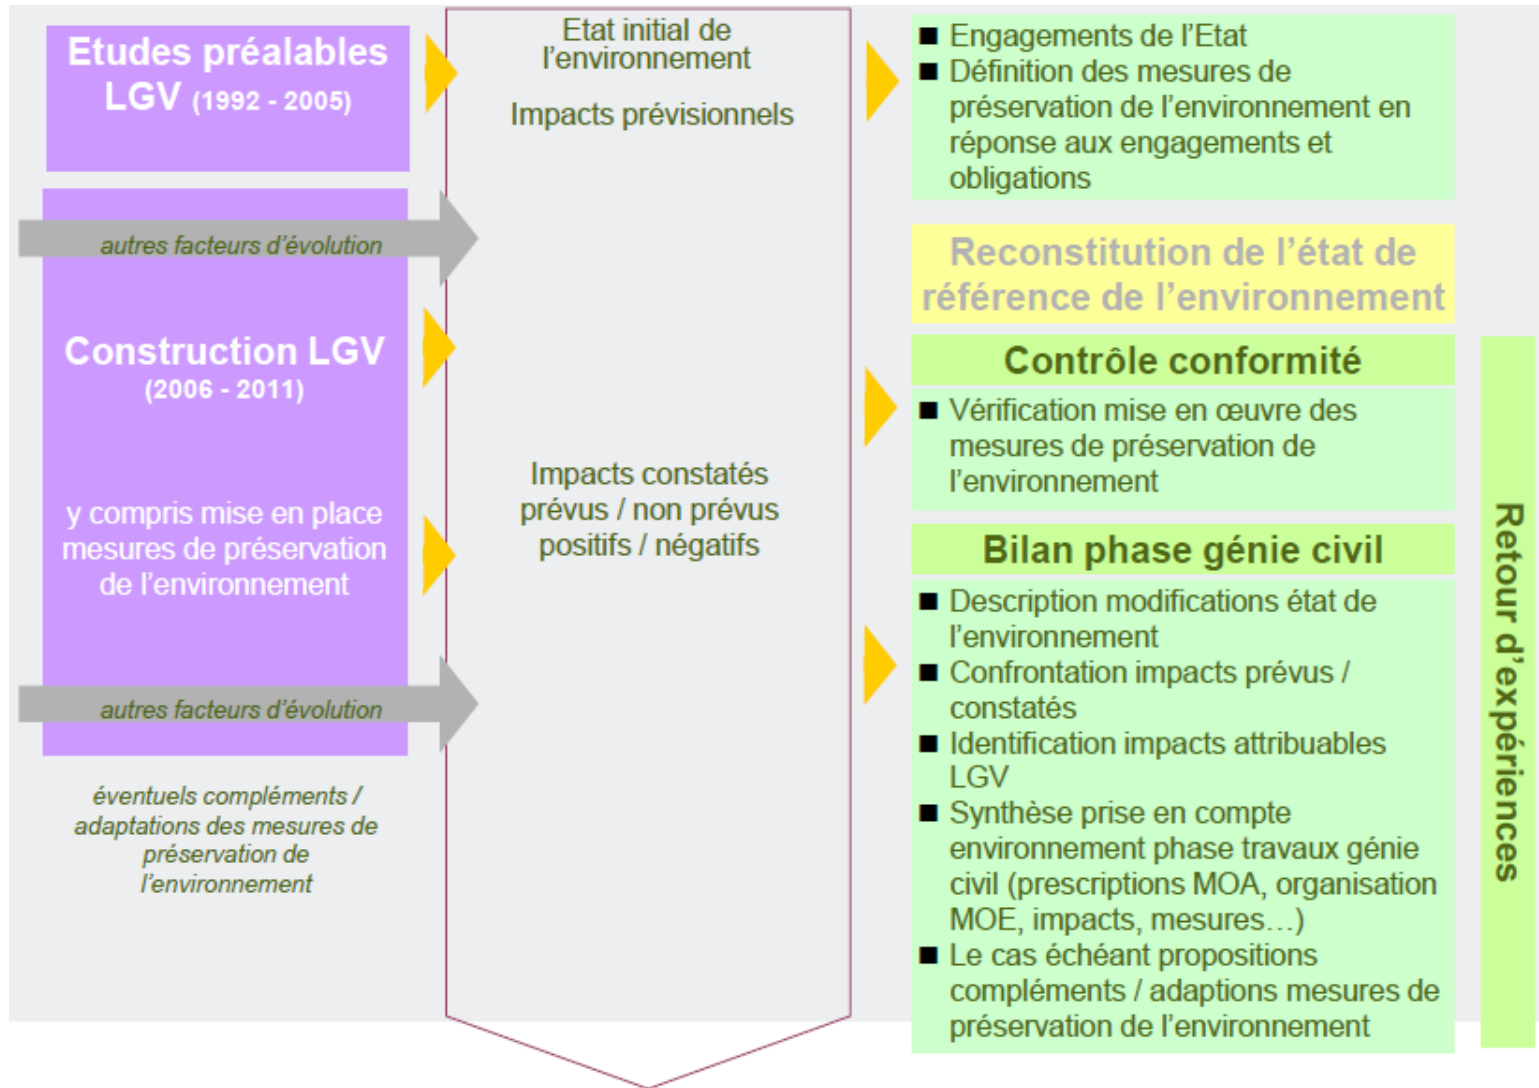 Etudes préalables
LGV (1992 - 2005)
Etat initial de
l'environnement
Impacts prévisionnels
■ Engagements de l'Etat
■ Définition des mesures de
préservation de l'environnement en
réponse aux engagements et
obligations
autres facteurs d'évolution
Reconstitution de l'état de
référence de l'environnement
Construction LGV
(2006 - 2011)
y compris mise en place
mesures de préservation
de l'environnement
Impacts constatés
prévus / non prévus
positifs / négatifs
Contrôle conformité
■ Vérification mise en œuvre des
mesures de préservation de
l'environnement
Bilan phase génie civil
■ Description modifications état de
l'environnement
■ Confrontation impacts prévus /
constatés
■ Identification impacts attribuables
LGV
■ Synthèse prise en compte
environnement phase travaux génie
civil (prescriptions MOA, organisation
MOE, impacts, mesures…)
■ Le cas échéant propositions
compléments / adaptions mesures de
préservation de l'environnement
autres facteurs d'évolution
éventuels compléments /
adaptations des mesures de
préservation de
l'environnement
Retour d'expériences